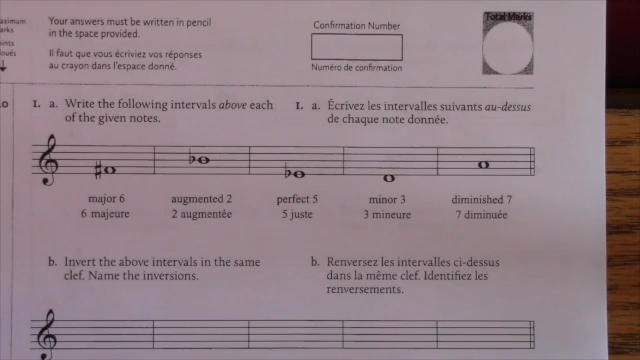 aximum
arks
oints
loués
Your answers must be written in pencil
in the space provided.
Il faut que vous écriviez vos réponses
au crayon dans l'espace donné.
Confirmation Number
Numéro de confirmation
Total Marks
I. a. Write the following intervals above each
of the given notes.
I. a. Écrivez les intervalles suivants au-dessus
de chaque note donnée.
major 6
6 majeure
augmented 2
2 augmentée
perfect 5
5 juste
minor 3
3 mineure
diminished 7
7 diminuée
b. Invert the above intervals in the same
clef. Name the inversions.
b. Renversez les intervalles ci-dessus
dans la même clef. Identifiez les
renversements.